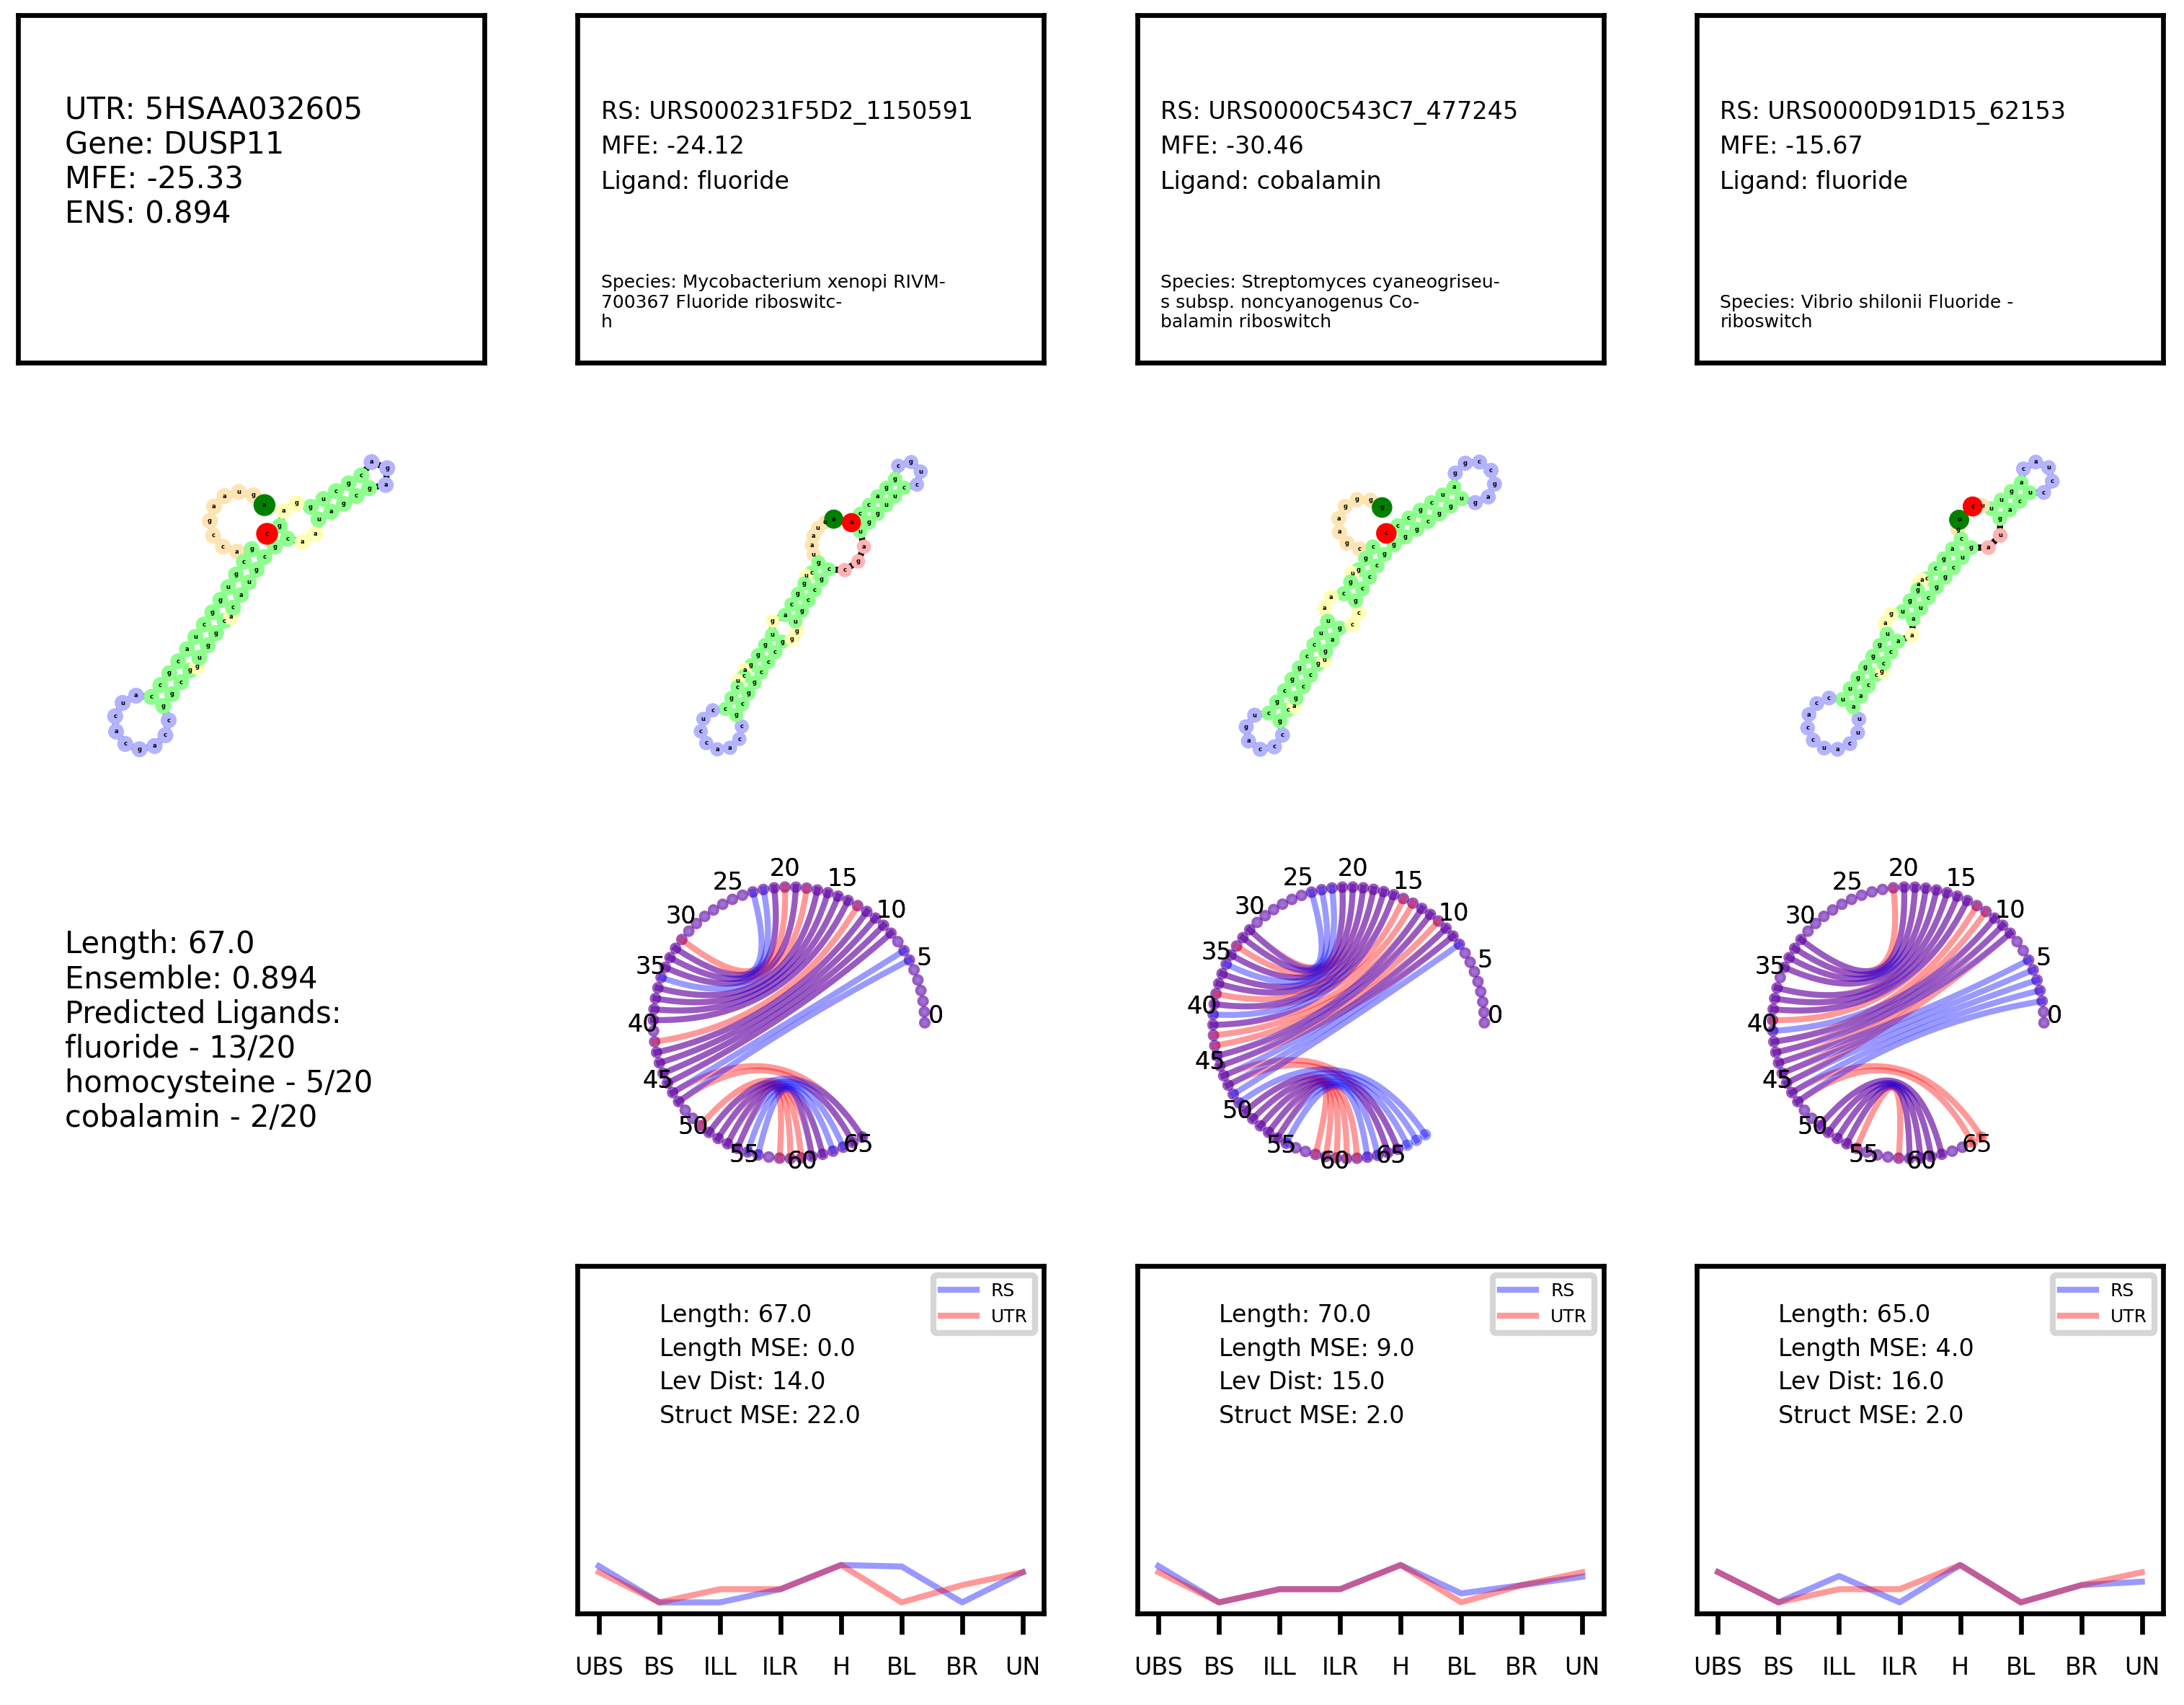 UTR: 5HSAA032605
Gene: DUSP11
MFE: -25.33
ENS: 0.894
RS: URS000231F5D2_1150591
MFE: -24.12
Ligand: fluoride
Species: Mycobacterium xenopi RIVM-
700367 Fluoride riboswitc-
h
RS: URS0000C543C7_477245
MFE: -30.46
Ligand: cobalamin
Species: Streptomyces cyaneogriseu-
s subsp. noncyanogenus Co-
balamin riboswitch
RS: URS0000D91D15_62153
MFE: -15.67
Ligand: fluoride
Species: Vibrio shilonii Fluoride -
riboswitch
Length: 67.0
Ensemble: 0.894
Predicted Ligands:
fluoride - 13/20
homocysteine - 5/20
cobalamin - 2/20
0 5 10 15 20 25 30 35 40 45 50 55 60 65
0 5 10 15 20 25 30 35 40 45 50 55 60 65
0 5 10 15 20 25 30 35 40 45 50 55 60 65
RS
UTR
Length: 67.0
Length MSE: 0.0
Lev Dist: 14.0
Struct MSE: 22.0
UBS BS ILL ILR H BL BR UN
RS
UTR
Length: 70.0
Length MSE: 9.0
Lev Dist: 15.0
Struct MSE: 2.0
UBS BS ILL ILR H BL BR UN
RS
UTR
Length: 65.0
Length MSE: 4.0
Lev Dist: 16.0
Struct MSE: 2.0
UBS BS ILL ILR H BL BR UN